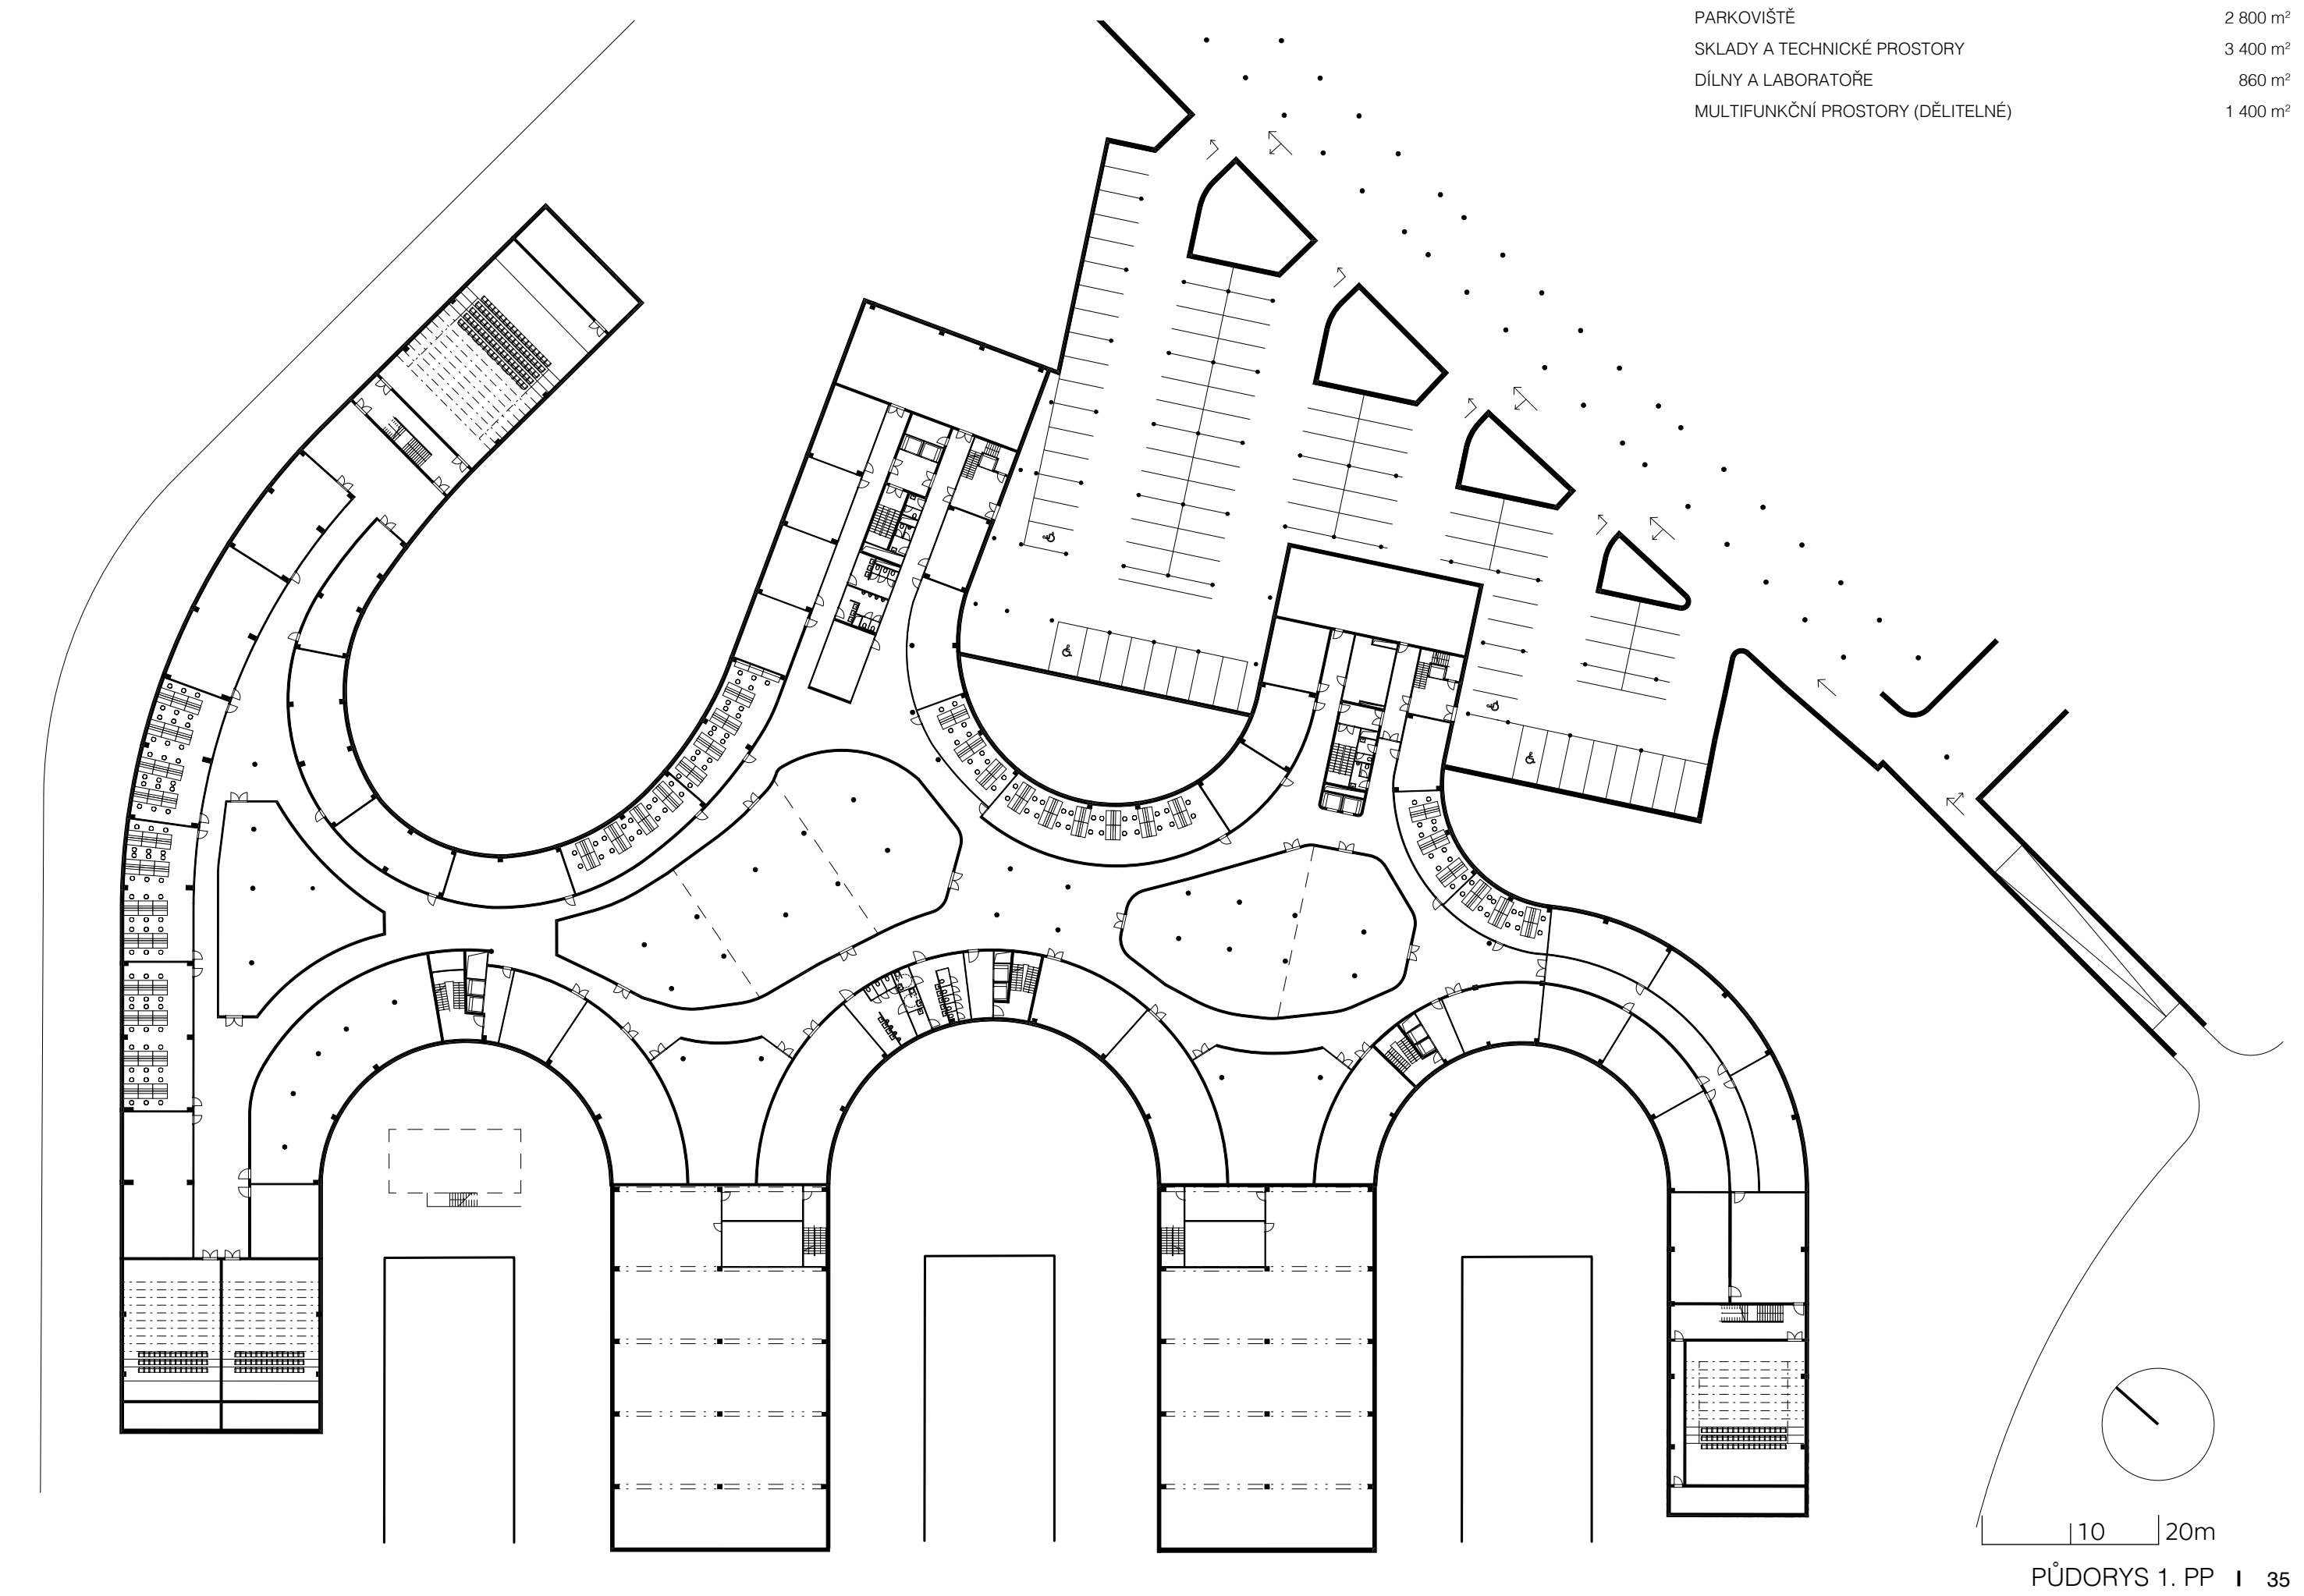 PARKOVIŠTĚ 2 800 m²
SKLADY A TECHNICKÉ PROSTORY 3 400 m²
DÍLNY A LABORATOŘE 860 m²
MULTIFUNKČNÍ PROSTORY (DĚLITELNÉ) 1 400 m²
10 20m
PŮDORYS 1. PP I 35